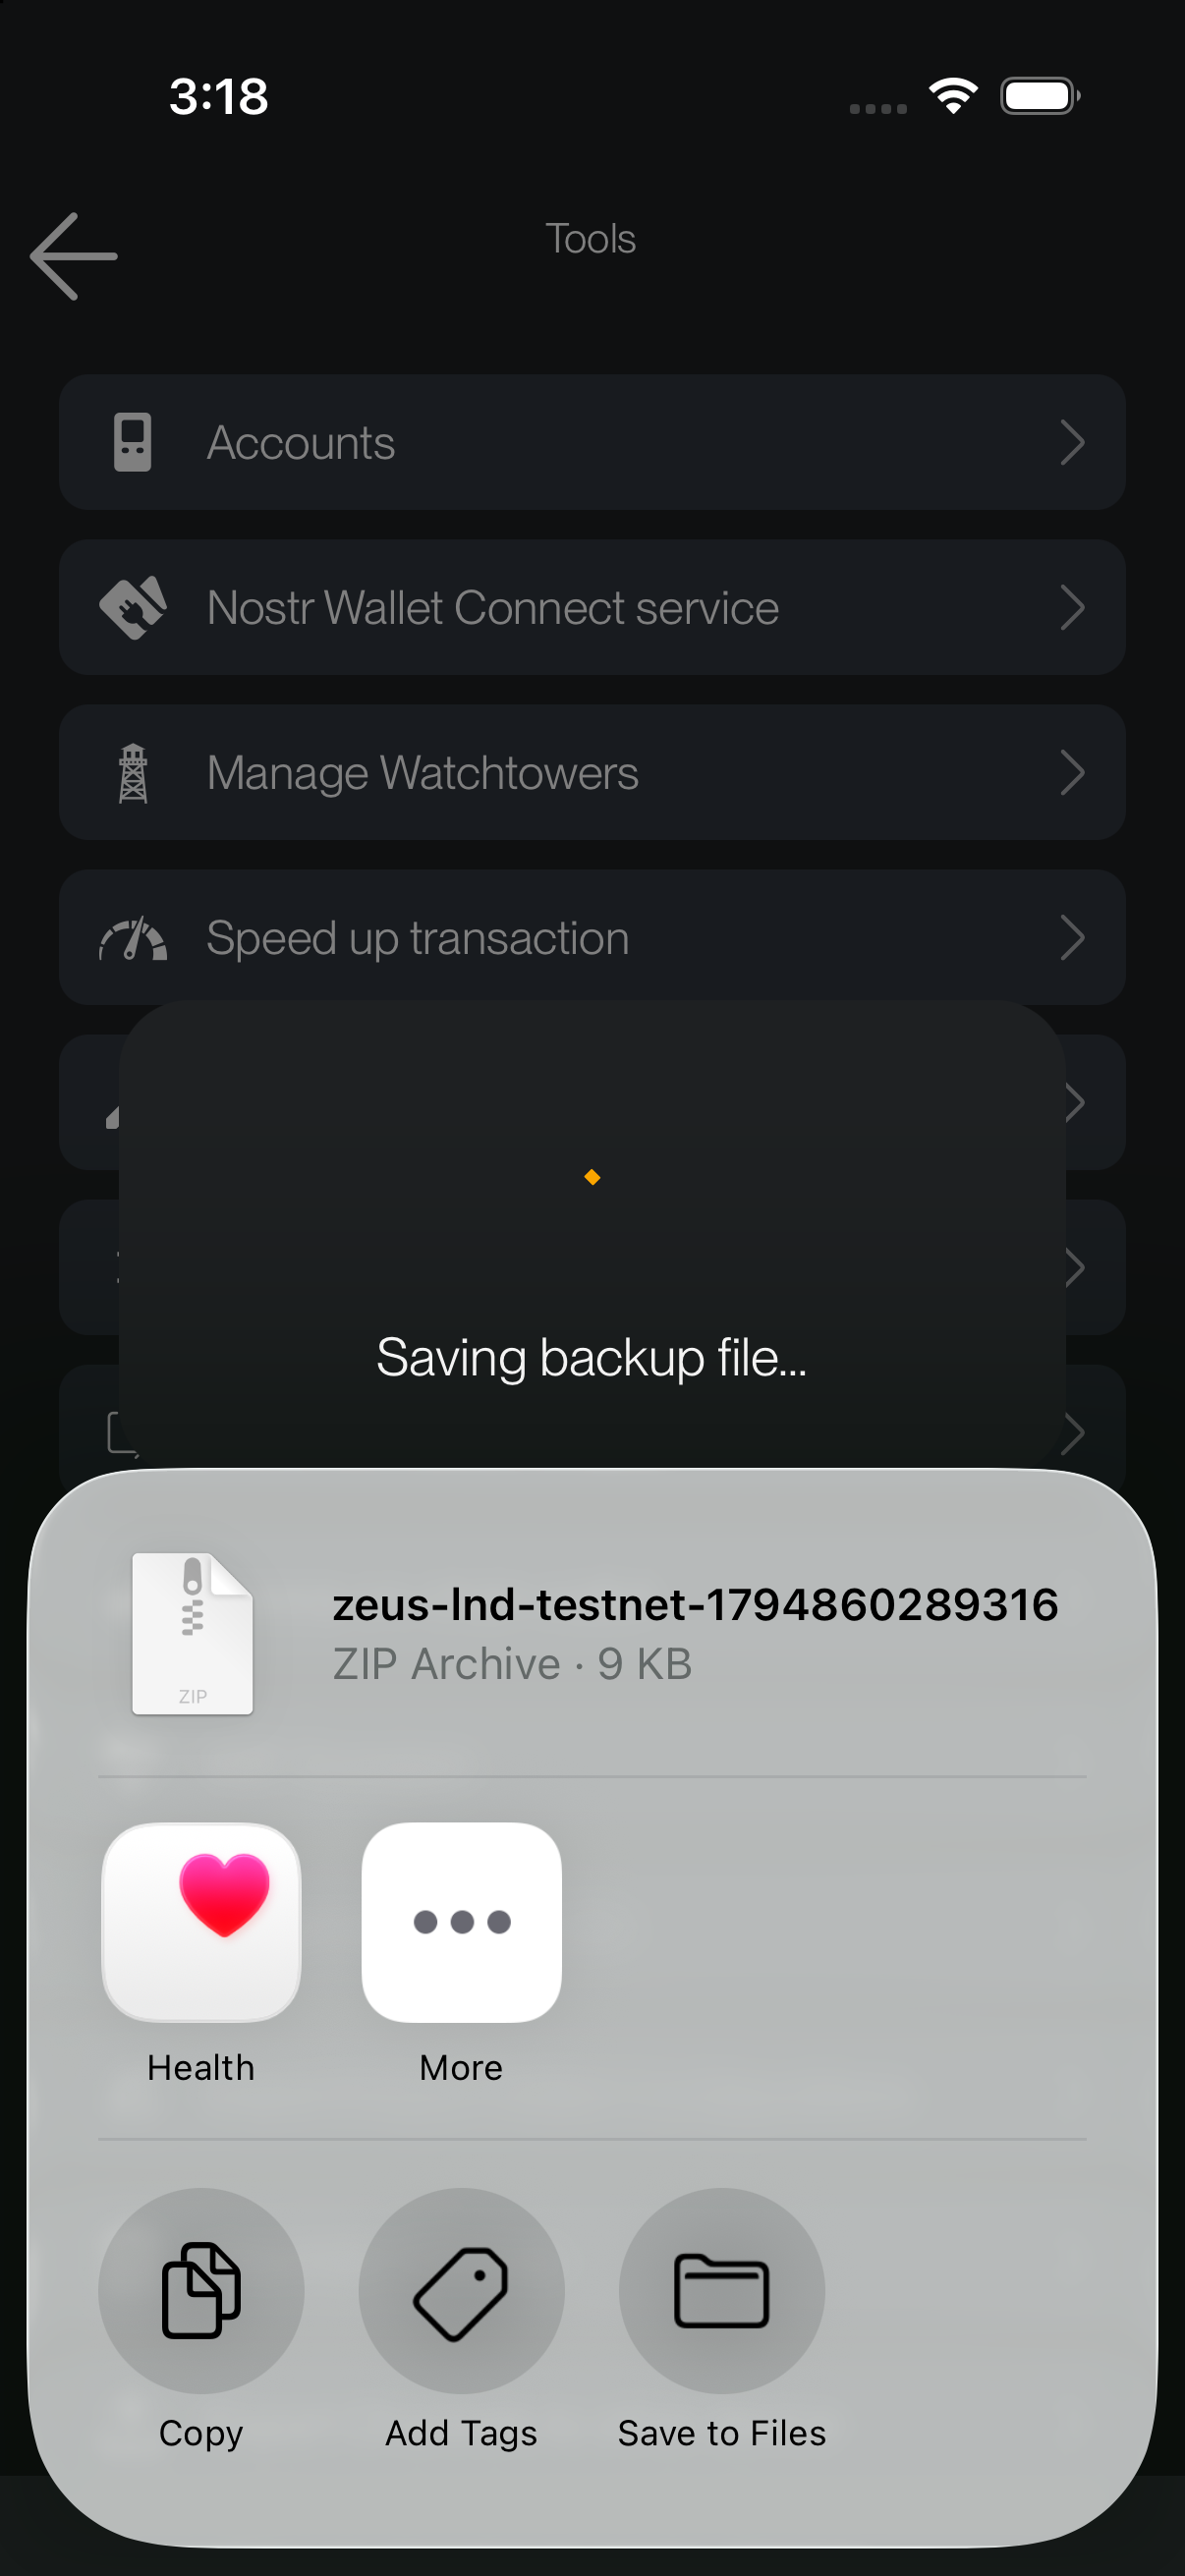 3:18
Tools
Accounts
Nostr Wallet Connect service
Manage Watchtowers
Speed up transaction
Saving backup file...
zeus-lnd-testnet-1794860289316
ZIP Archive · 9 KB
ZIP
Health
More
Copy
Add Tags
Save to Files